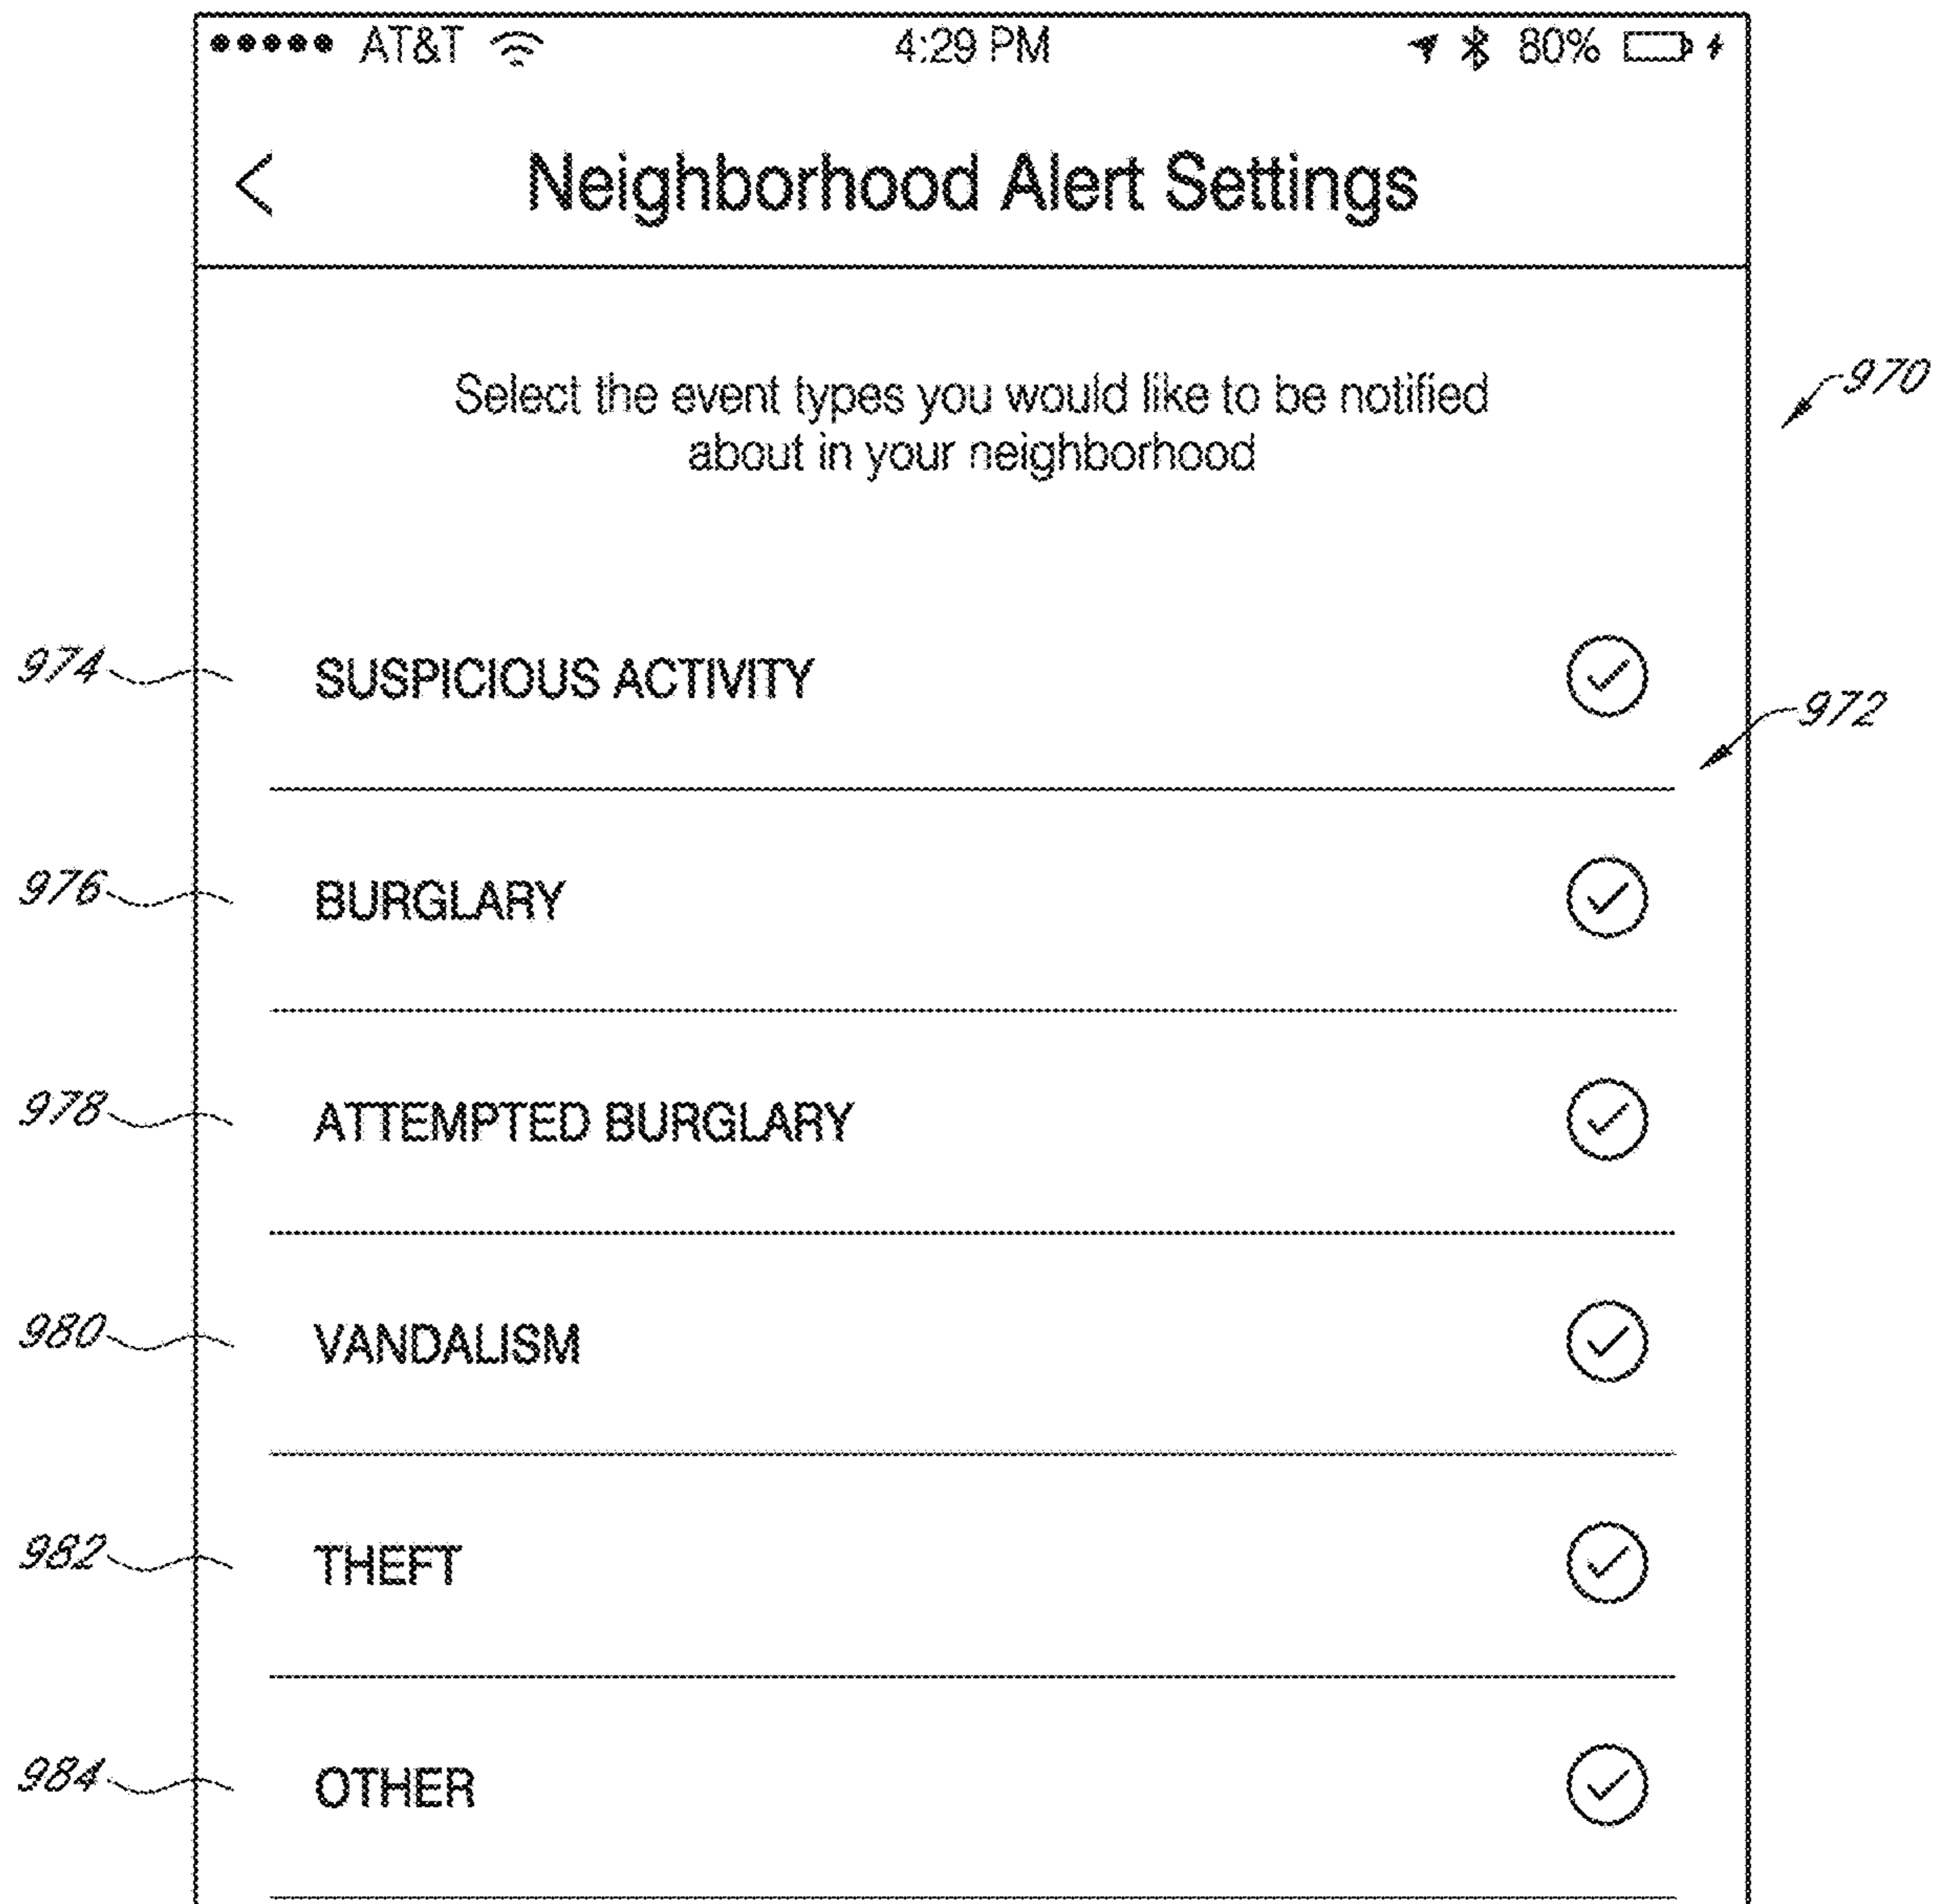 AT&T 4:29 PM 80%
< Neighborhood Alert Settings
Select the event types you would like to be notified
about in your neighborhood
970
974 SUSPICIOUS ACTIVITY
972
976 BURGLARY
978 ATTEMPTED BURGLARY
980 VANDALISM
982 THEFT
984 OTHER